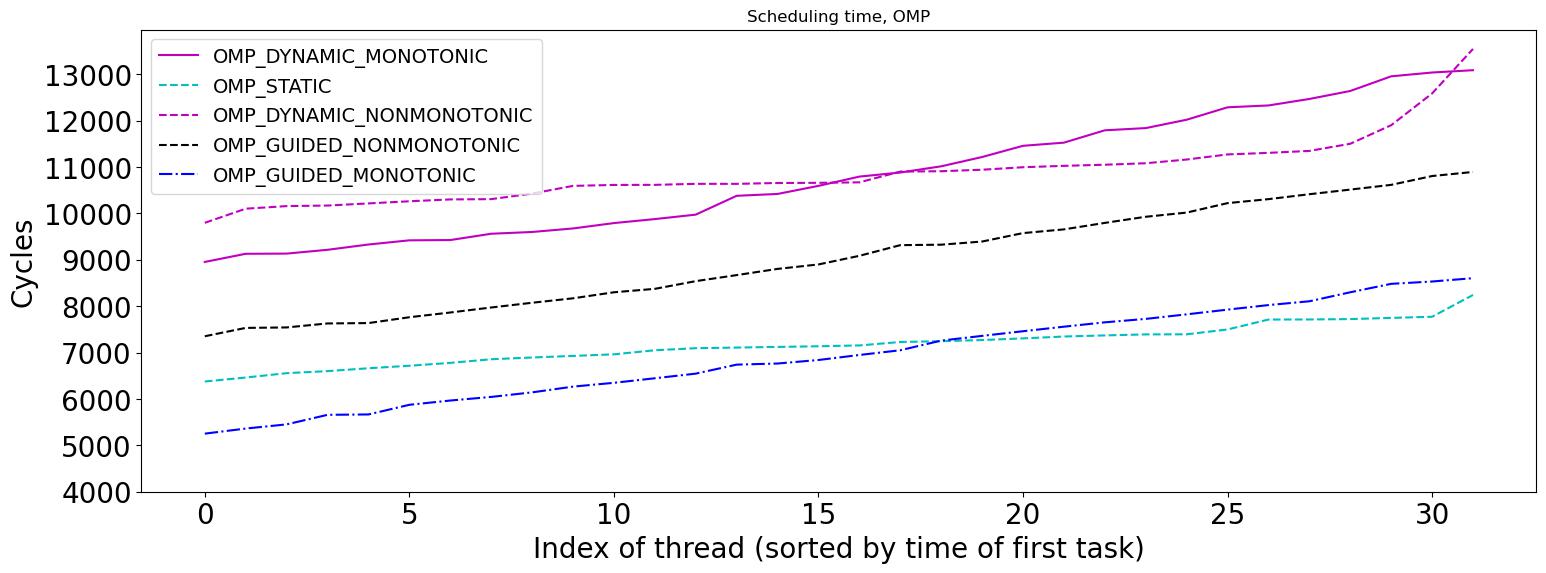 Scheduling time, OMP
OMP_DYNAMIC_MONOTONIC
OMP_STATIC
OMP_DYNAMIC_NONMONOTONIC
OMP_GUIDED_NONMONOTONIC
OMP_GUIDED_MONOTONIC
Cycles
13000
12000
11000
10000
9000
8000
7000
6000
5000
4000
0 5 10 15 20 25 30
Index of thread (sorted by time of first task)